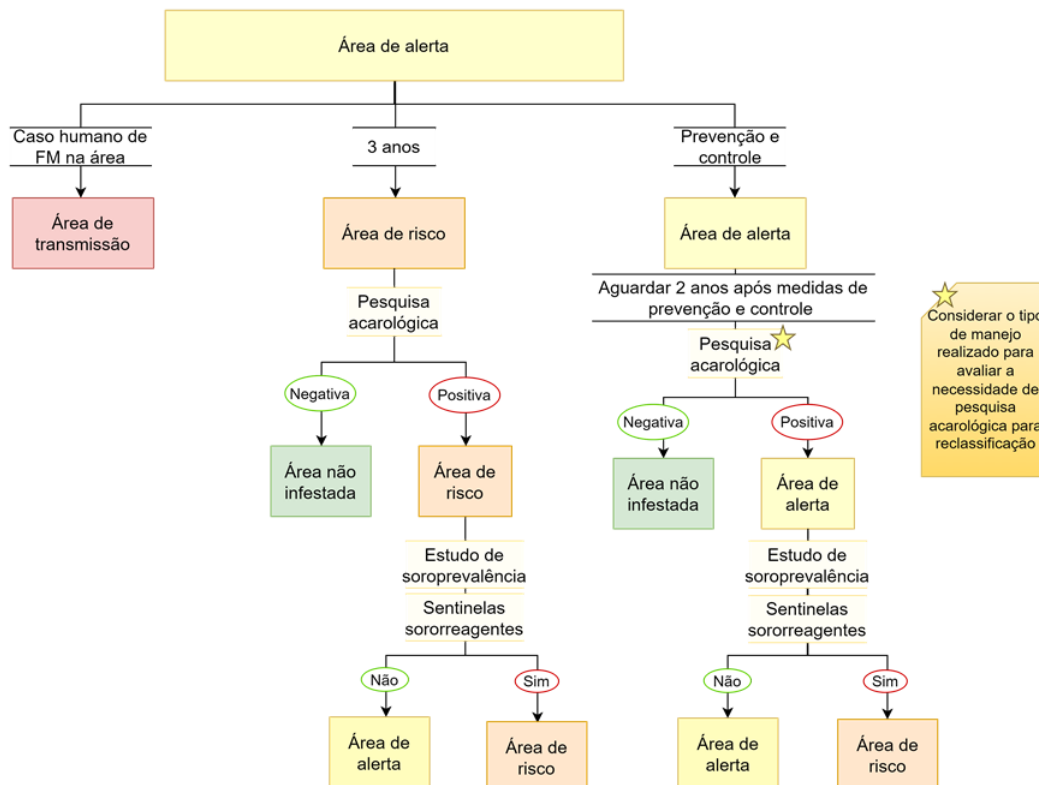 Área de alerta
Caso humano de
FM na área
3 anos
Prevenção e
controle
Área de
transmissão
Área de risco
Área de alerta
Pesquisa
acarológica
Negativa
Positiva
Área não
infestada
Área de
risco
Estudo de
soroprevalência
Sentinelas
sororreagentes
Não
Sim
Área de
alerta
Área de
risco
Aguardar 2 anos após medidas de
prevenção e controle
Pesquisa
acarológica
Negativa
Positiva
Área não
infestada
Área de
alerta
Estudo de
soroprevalência
Sentinelas
sororreagentes
Não
Sim
Área de
alerta
Área de
risco
Considerar o tipo
de manejo
realizado para
avaliar a
necessidade de
pesquisa
acarológica para
reclassificação